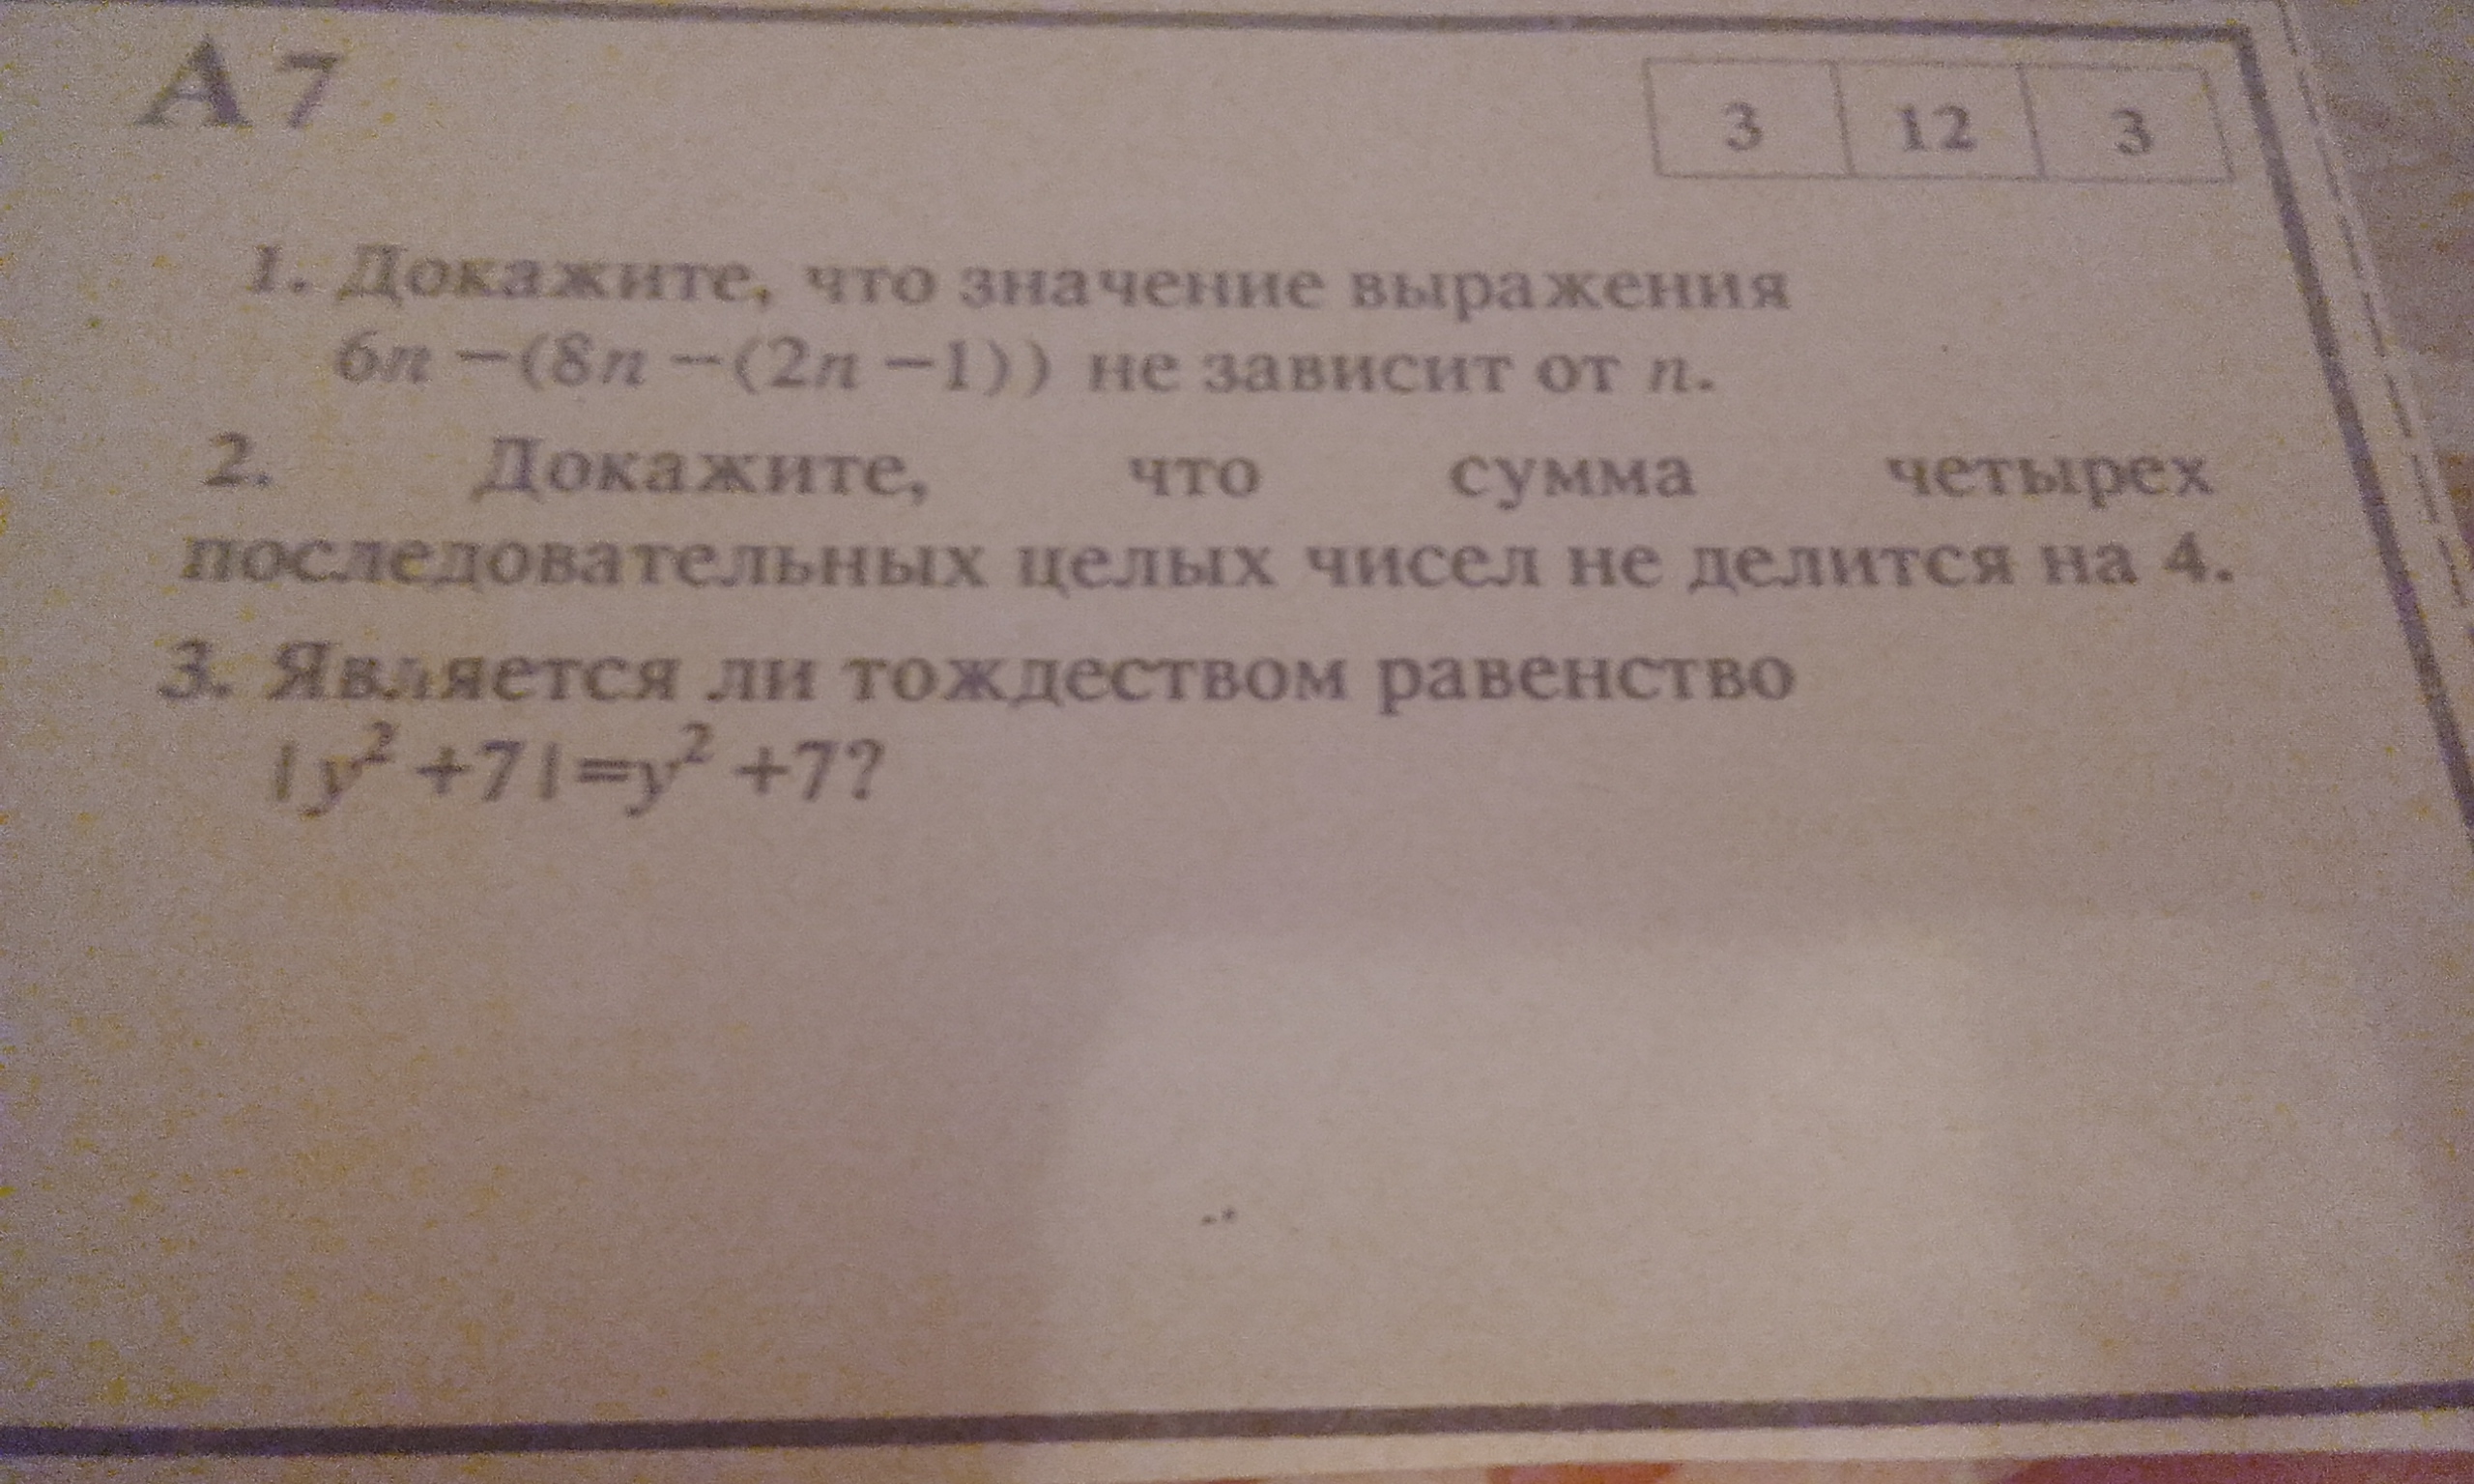 А7
3 12 3
1. Докажите, что значение выражения
6n −(8n −(2n −1)) не зависит от n.
2. Докажите, что сумма четырех
последовательных целых чисел не делится на 4.
3. Является ли тождеством равенство
|y² +7|=y² +7?